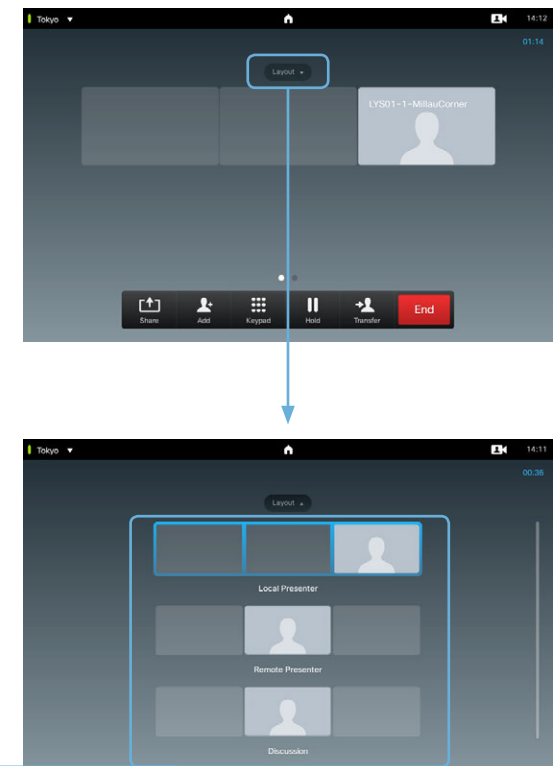 Tokyo 14:12
01:14
Layout
LYS01-1-MillauCorner
Share Add Keypad Hold Transfer End
Tokyo 14:11
00:36
Layout
Local Presenter
Remote Presenter
Discussion